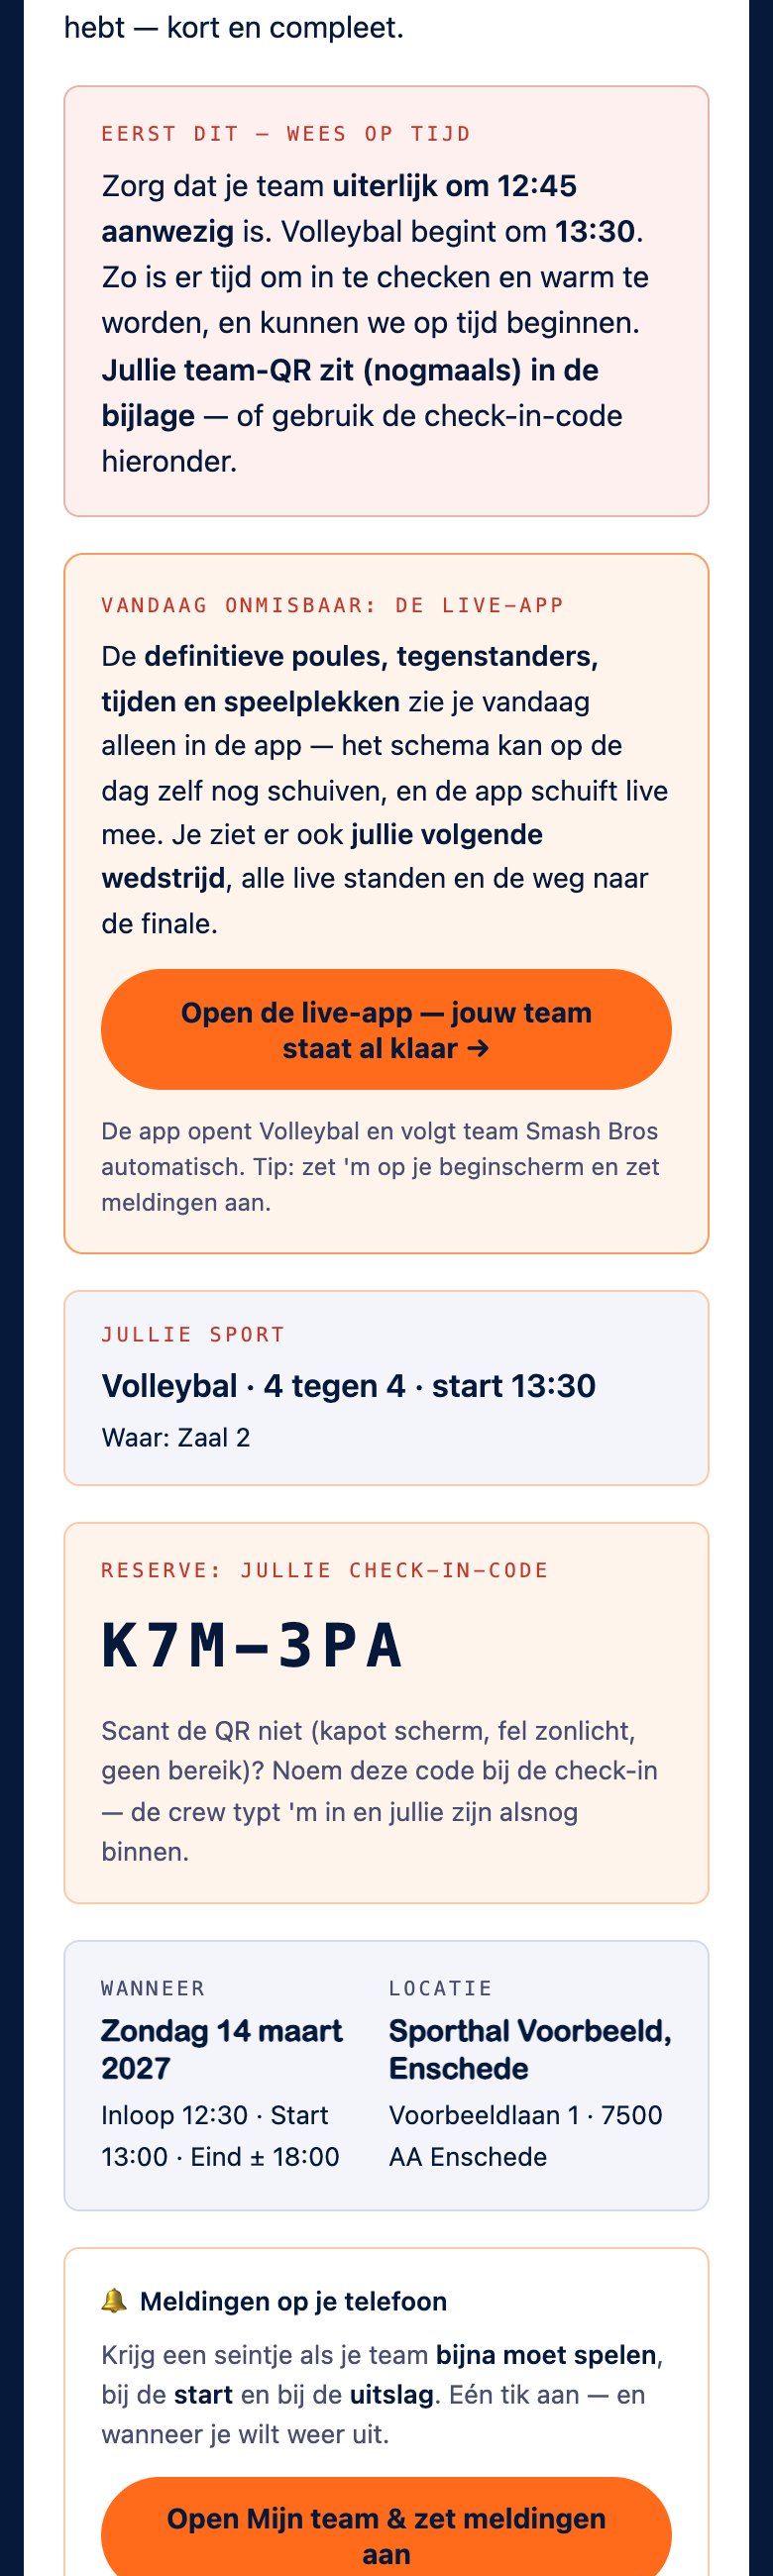 hebt — kort en compleet.
EERST DIT — WEES OP TIJD
Zorg dat je team uiterlijk om 12:45
aanwezig is. Volleybal begint om 13:30.
Zo is er tijd om in te checken en warm te
worden, en kunnen we op tijd beginnen.
Jullie team-QR zit (nogmaals) in de
bijlage — of gebruik de check-in-code
hieronder.
VANDAAG ONMISBAAR: DE LIVE-APP
De definitieve poules, tegenstanders,
tijden en speelplekken zie je vandaag
alleen in de app — het schema kan op de
dag zelf nog schuiven, en de app schuift live
mee. Je ziet er ook jullie volgende
wedstrijd, alle live standen en de weg naar
de finale.
Open de live-app — jouw team
staat al klaar →
De app opent Volleybal en volgt team Smash Bros
automatisch. Tip: zet 'm op je beginscherm en zet
meldingen aan.
JULLIE SPORT
Volleybal · 4 tegen 4 · start 13:30
Waar: Zaal 2
RESERVE: JULLIE CHECK-IN-CODE
K7M-3PA
Scant de QR niet (kapot scherm, fel zonlicht,
geen bereik)? Noem deze code bij de check-in
— de crew typt 'm in en jullie zijn alsnog
binnen.
WANNEER
Zondag 14 maart
2027
Inloop 12:30 · Start
13:00 · Eind ± 18:00
LOCATIE
Sporthal Voorbeeld,
Enschede
Voorbeeldlaan 1 · 7500
AA Enschede
🔔 Meldingen op je telefoon
Krijg een seintje als je team bijna moet spelen,
bij de start en bij de uitslag. Eén tik aan — en
wanneer je wilt weer uit.
Open Mijn team & zet meldingen
aan